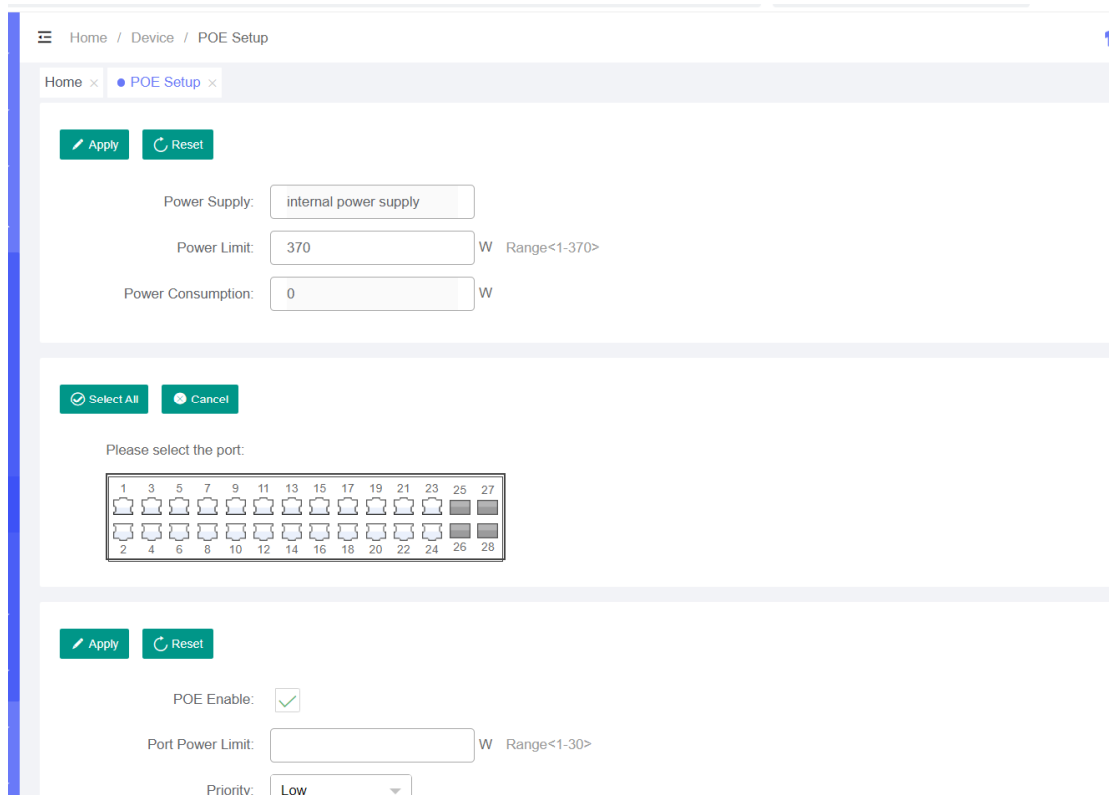 Home / Device / POE Setup
Home × POE Setup ×
Apply Reset
Power Supply: internal power supply
Power Limit: 370 W Range<1-370>
Power Consumption: 0 W
Select All Cancel
Please select the port:
1 3 5 7 9 11 13 15 17 19 21 23 25 27
2 4 6 8 10 12 14 16 18 20 22 24 26 28
Apply Reset
POE Enable:
Port Power Limit: W Range<1-30>
Priority: Low